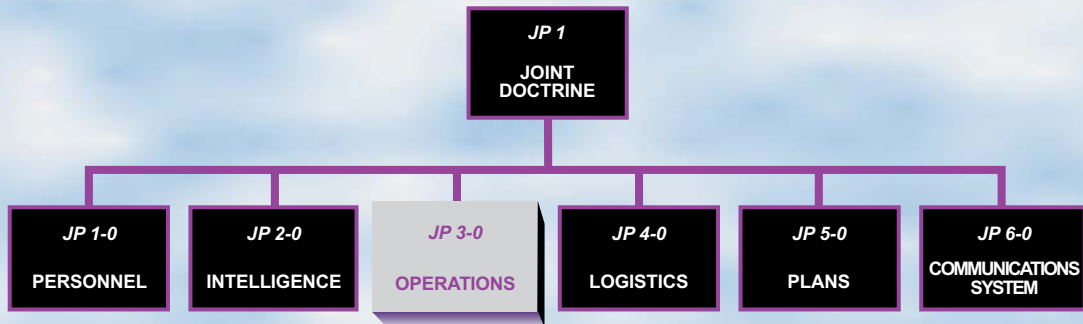 JP 1
JOINT
DOCTRINE
JP 1-0
PERSONNEL
JP 2-0
INTELLIGENCE
JP 3-0
OPERATIONS
JP 4-0
LOGISTICS
JP 5-0
PLANS
JP 6-0
COMMUNICATIONS
SYSTEM